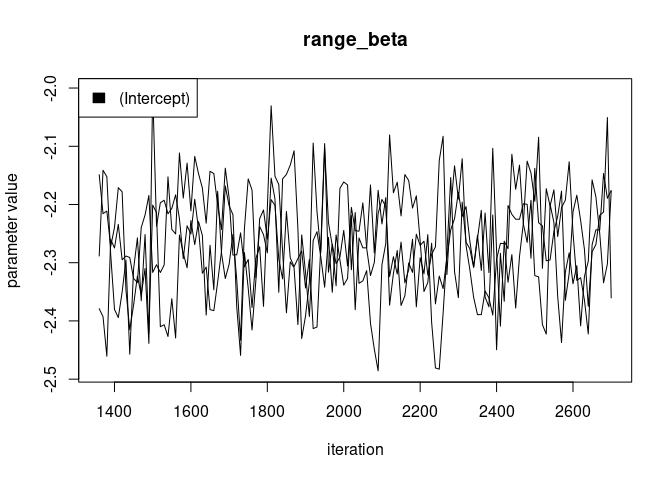 range_beta
(Intercept)
parameter value
-2.0
-2.1
-2.2
-2.3
-2.4
-2.5
1400 1600 1800 2000 2200 2400 2600
iteration